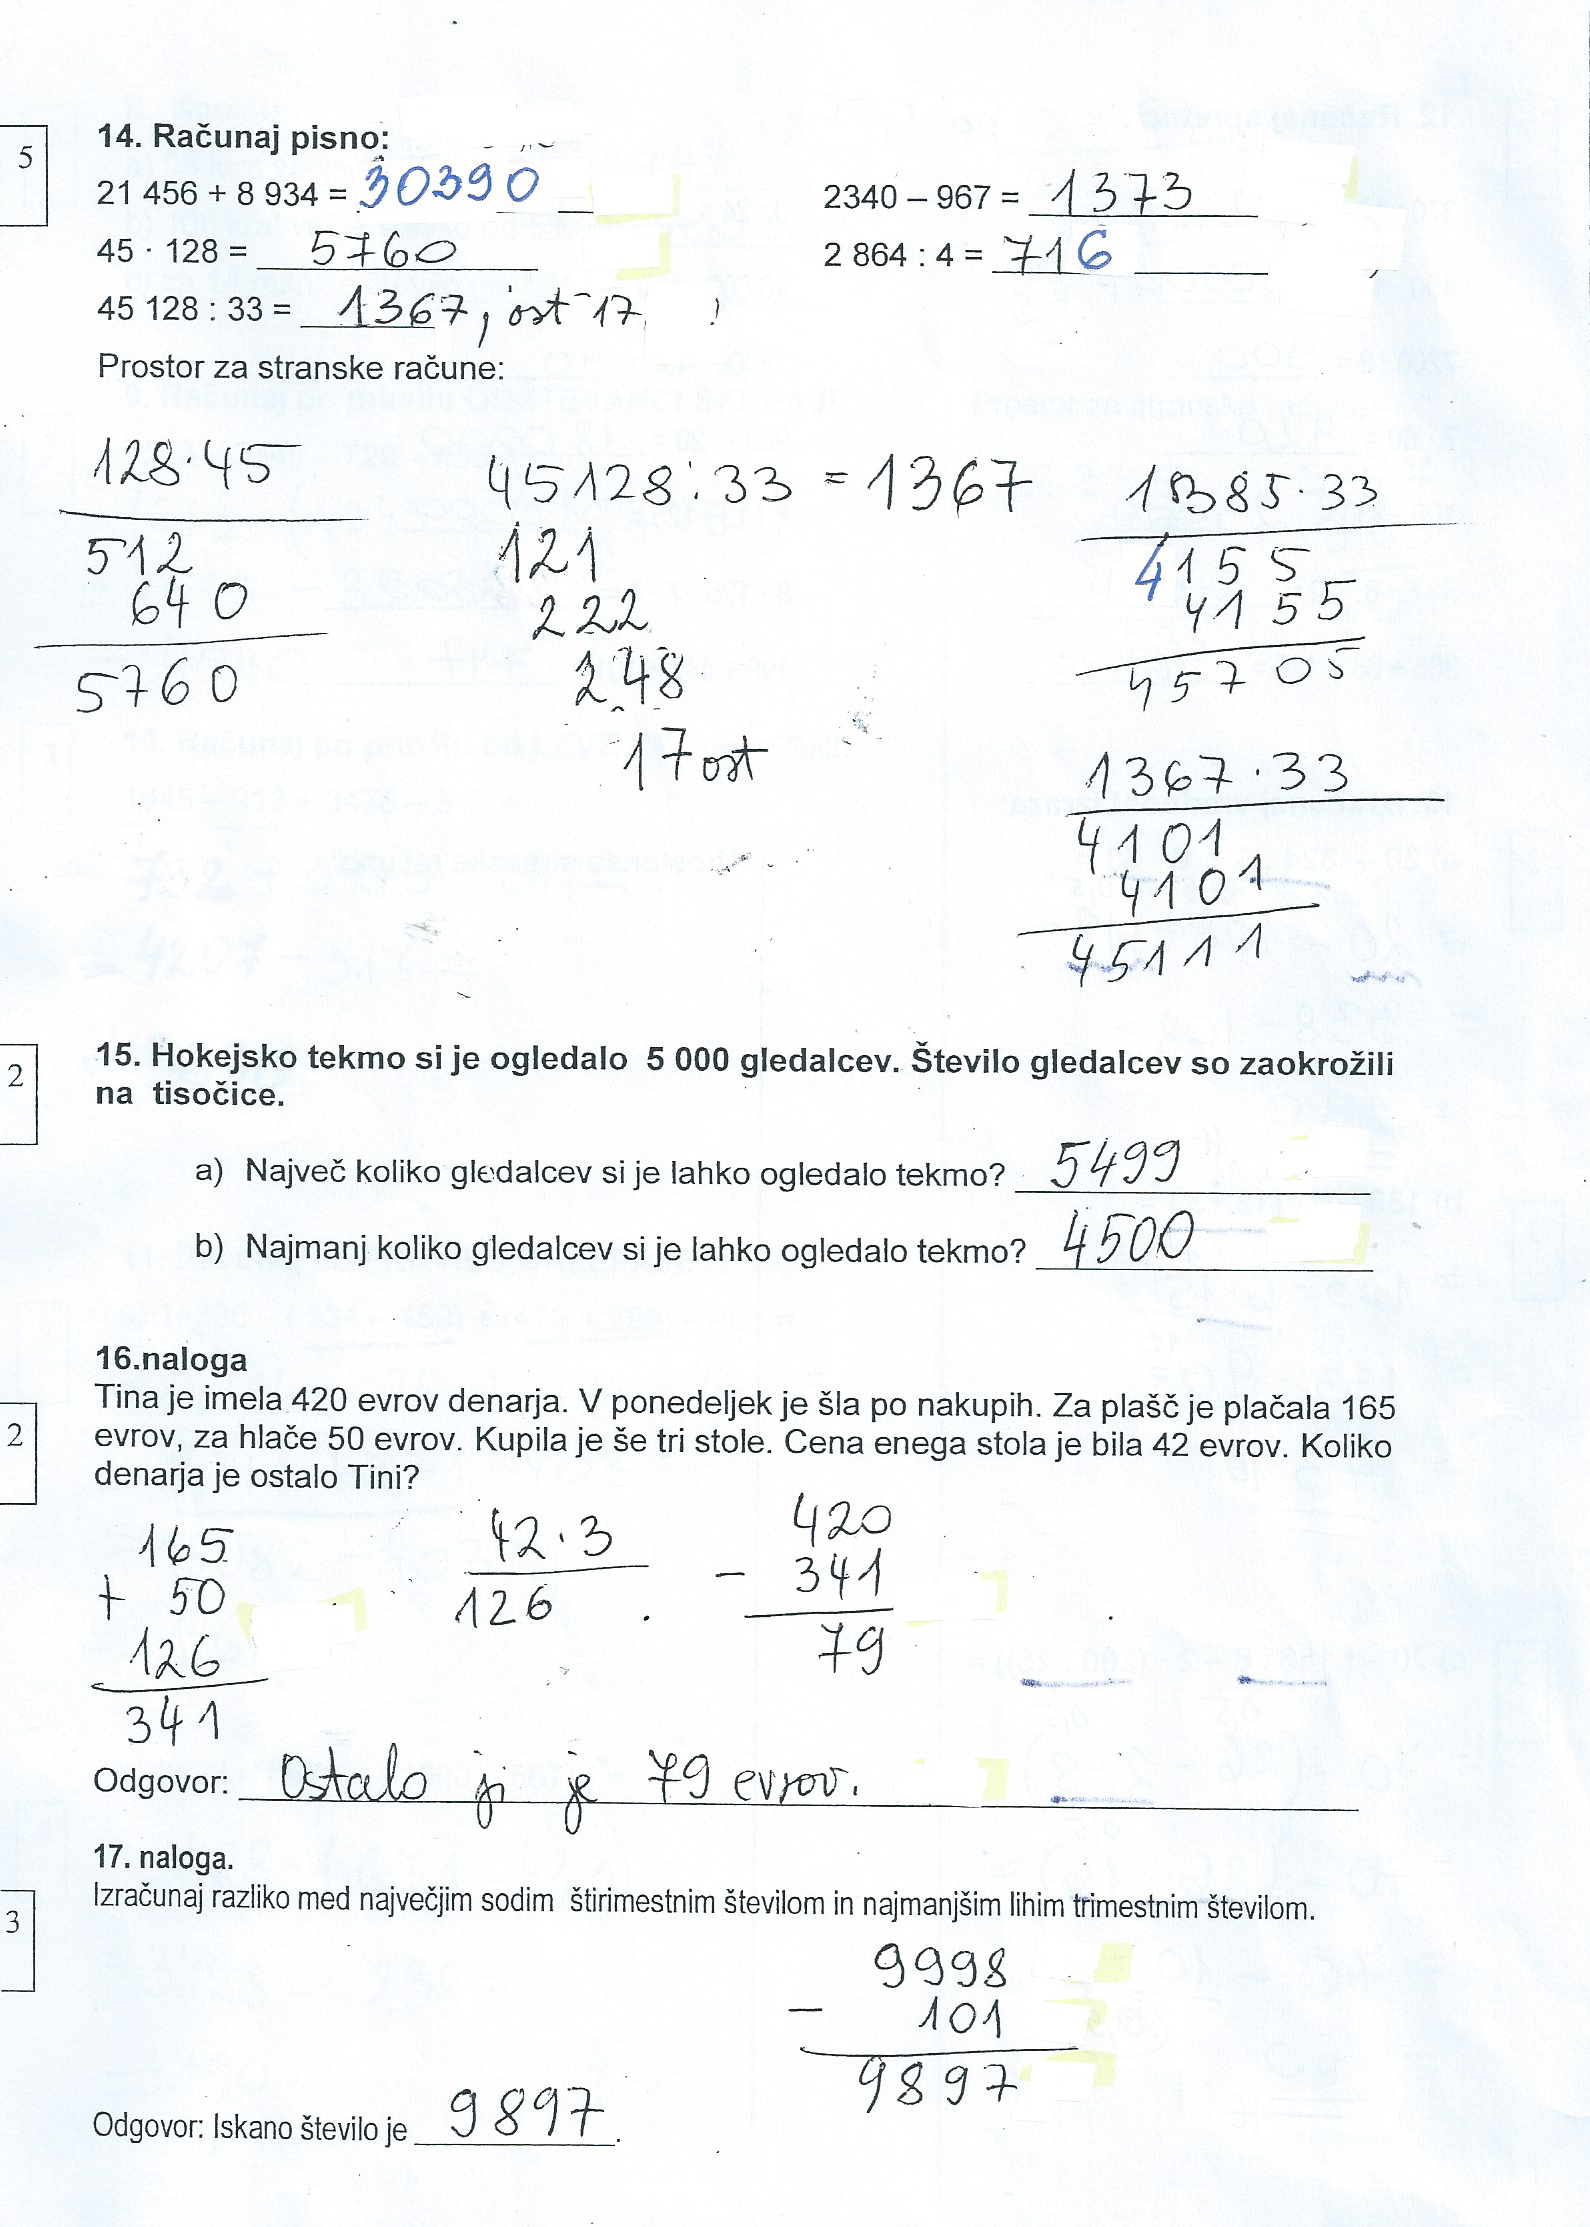 5
14. Računaj pisno:
21 456 + 8 934 = 30390
2340 – 967 = 1373
45 · 128 = 5760
2 864 : 4 = 716
45 128 : 33 = 1367, ost 17
Prostor za stranske račune:
128·45
512
640
5760
45128:33 = 1367
121
222
248
17 ost
1385·33
4155
4155
45705
1367·33
4101
4101
45111
2
15. Hokejsko tekmo si je ogledalo 5 000 gledalcev. Število gledalcev so zaokrožili
na tisočice.
a) Največ koliko gledalcev si je lahko ogledalo tekmo? 5499
b) Najmanj koliko gledalcev si je lahko ogledalo tekmo? 4500
16.naloga
Tina je imela 420 evrov denarja. V ponedeljek je šla po nakupih. Za plašč je plačala 165
2
evrov, za hlače 50 evrov. Kupila je še tri stole. Cena enega stola je bila 42 evrov. Koliko
denarja je ostalo Tini?
165
+ 50
126
341
42·3
126
420
– 341
79
Odgovor: Ostalo ji je 79 evrov.
17. naloga.
Izračunaj razliko med največjim sodim štirimestnim številom in najmanjšim lihim trimestnim številom.
3
9998
– 101
9897
Odgovor: Iskano število je 9897.